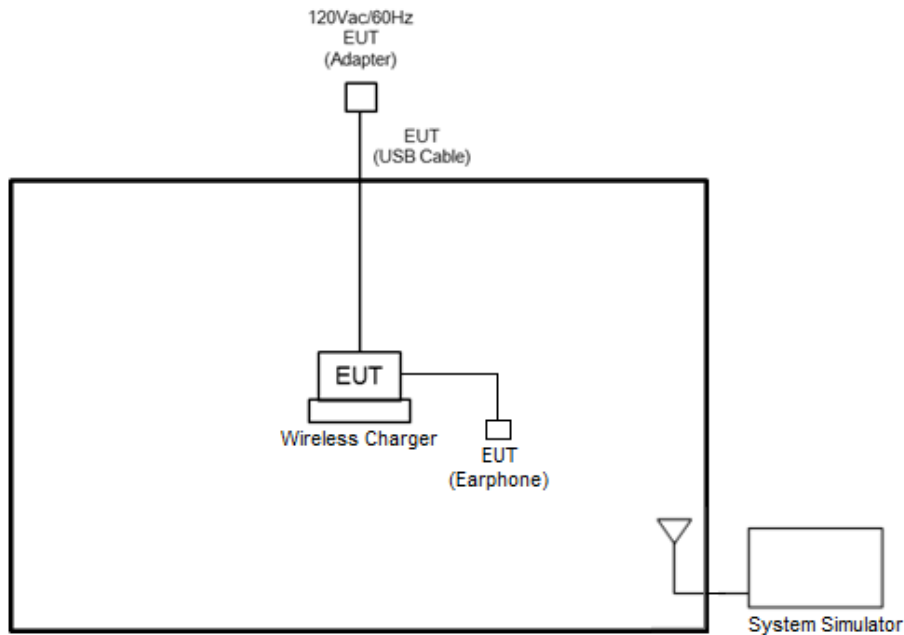 120Vac/60Hz
EUT
(Adapter)
EUT
(USB Cable)
EUT
Wireless Charger
EUT
(Earphone)
System Simulator